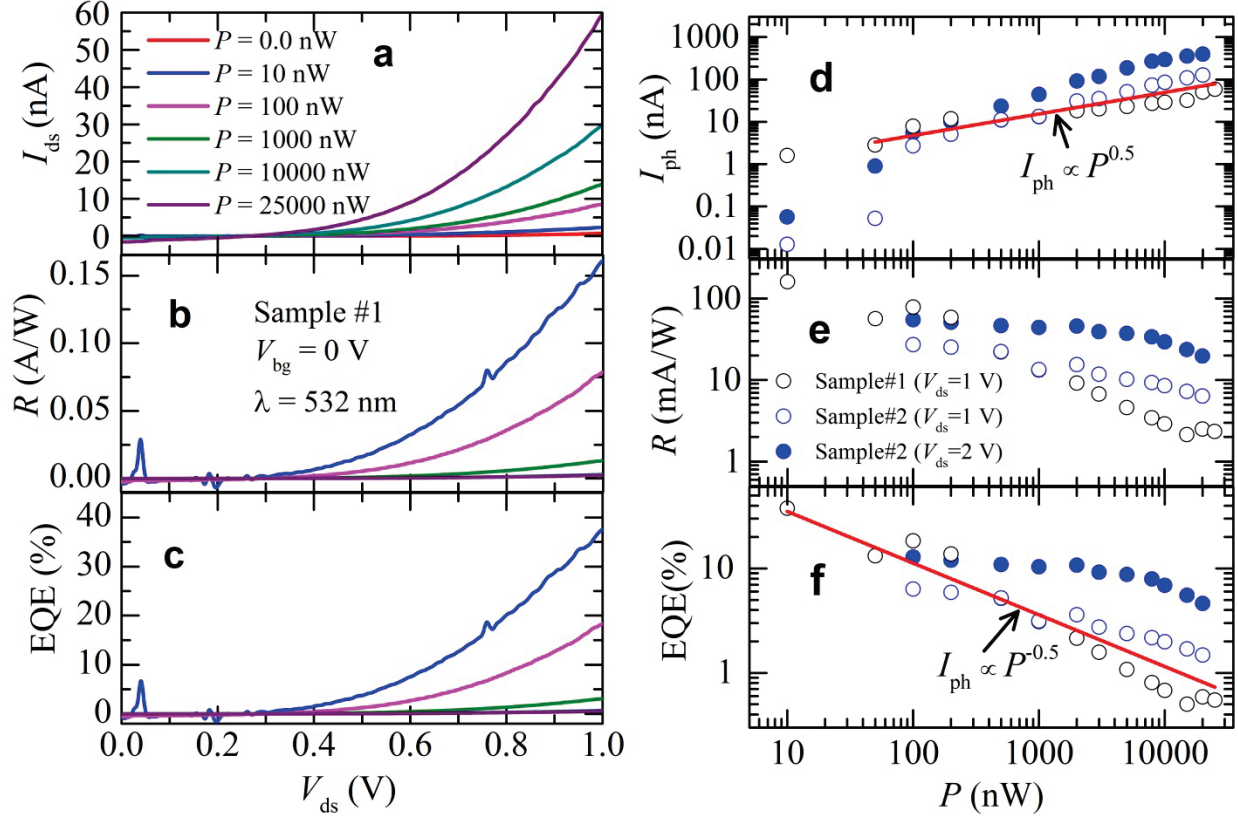 60
50
40
30
20
10
0
I_ds (nA)
P = 0.0 nW
P = 10 nW
P = 100 nW
P = 1000 nW
P = 10000 nW
P = 25000 nW
a
0.15
0.10
0.05
0.00
R (A/W)
b
Sample #1
V_bg = 0 V
λ = 532 nm
40
30
20
10
0
EQE (%)
c
0.0 0.2 0.4 0.6 0.8 1.0
V_ds (V)
1000
100
10
1
0.1
0.01
I_ph (nA)
d
I_ph ∝ P^0.5
100
10
1
R (mA/W)
e
Sample#1 (V_ds=1 V)
Sample#2 (V_ds=1 V)
Sample#2 (V_ds=2 V)
10
1
EQE(%)
f
I_ph ∝ P^-0.5
10 100 1000 10000
P (nW)